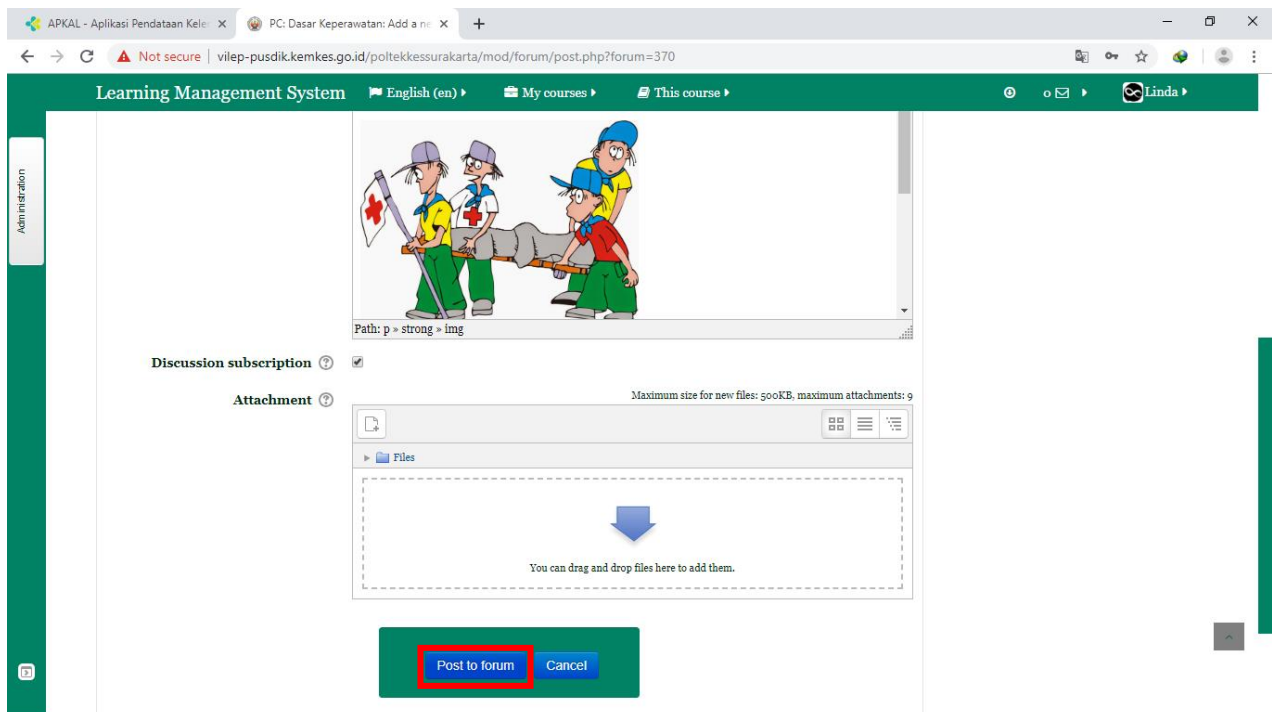 APKAL - Aplikasi Pendataan Kele
PC: Dasar Keperawatan: Add a ne
Not secure | vilep-pusdik.kemkes.go.id/poltekkessurakarta/mod/forum/post.php?forum=370
Learning Management System English (en) My courses This course 0 Linda
Administration
Path: p » strong » img
Discussion subscription
Attachment
Maximum size for new files: 500KB, maximum attachments: 9
Files
You can drag and drop files here to add them.
Post to forum Cancel